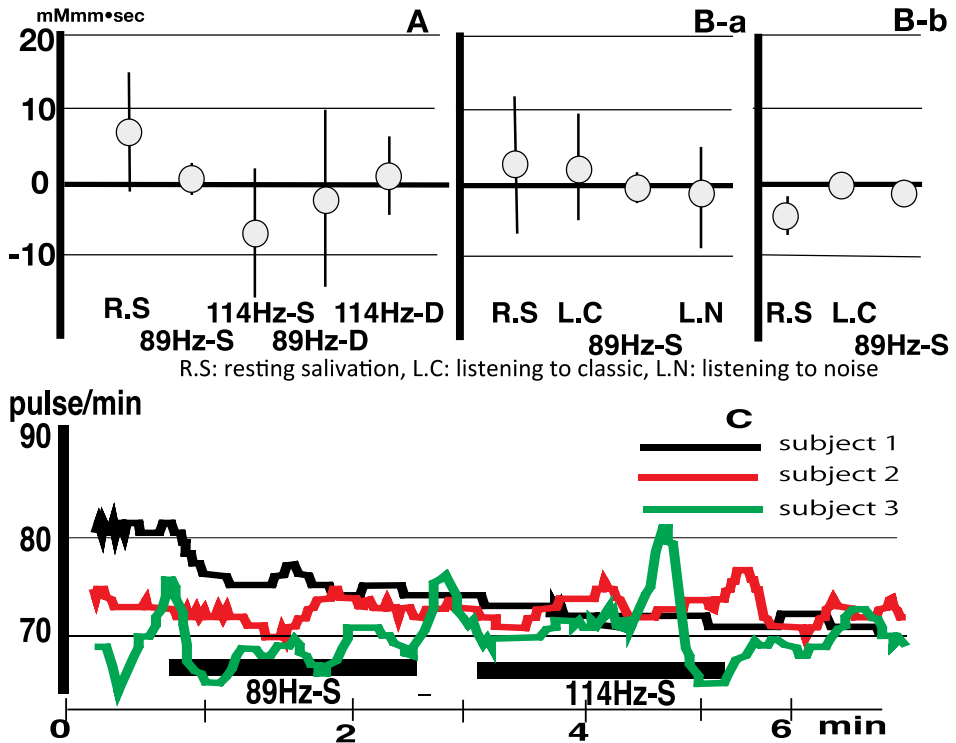 mMmm•sec
A
B-a
B-b
20
10
0
-10
R.S
89Hz-S
114Hz-S
89Hz-D
114Hz-D
R.S
L.C
89Hz-S
L.N
R.S
L.C
89Hz-S
R.S: resting salivation, L.C: listening to classic, L.N: listening to noise
pulse/min
C
90
80
70
subject 1
subject 2
subject 3
89Hz-S
114Hz-S
0 2 4 6 min